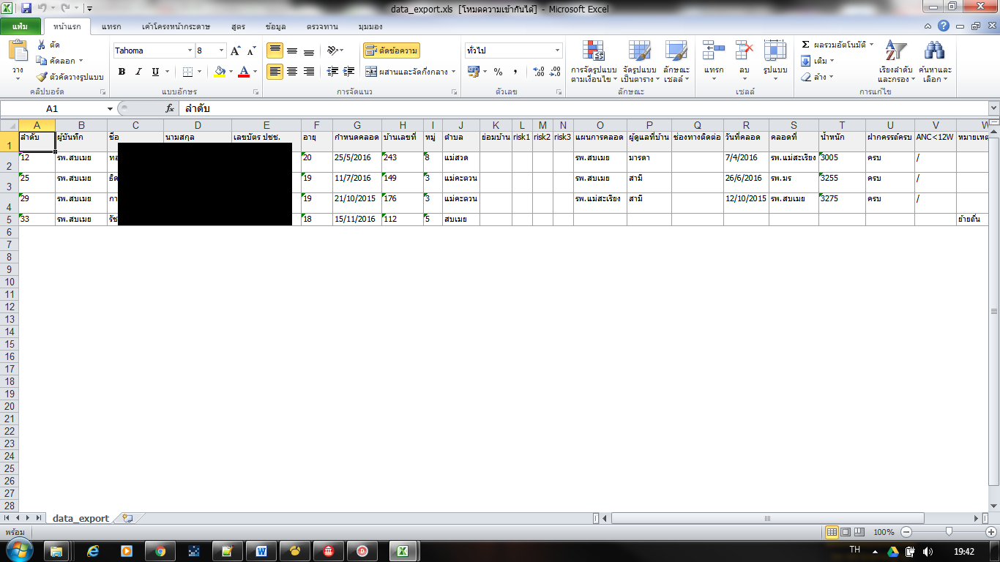 data_export.xls [โหมดความเข้ากันได้] - Microsoft Excel
แฟ้ม หน้าแรก แทรก เค้าโครงหน้ากระดาษ สูตร ข้อมูล ตรวจทาน มุมมอง
วาง ตัด คัดลอก ตัวคัดวางรูปแบบ คลิปบอร์ด
Tahoma 8 B I U A แบบอักษร
ตัดข้อความ ผสานและจัดกึ่งกลาง การจัดแนว
ทั่วไป % , ตัวเลข
การจัดรูปแบบตามเงื่อนไข จัดรูปแบบเป็นตาราง ลักษณะเซลล์ ลักษณะ
แทรก ลบ รูปแบบ เซลล์
Σ ผลรวมอัตโนมัติ เติม ล้าง เรียงลำดับและกรอง ค้นหาและเลือก การแก้ไข
A1 fx ลำดับ
A B C D E F G H I J K L M N O P Q R S T U V W
1 ลำดับ ผู้บันทึก ชื่อ นามสกุล เลขบัตร ปชช. อายุ กำหนดคลอด บ้านเลขที่ หมู่ ตำบล ย่อมบ้าน risk1 risk2 risk3 แผนการคลอด ผู้ดูแลที่บ้าน ช่องทางติดต่อ วันที่คลอด คลอดที่ น้ำหนัก ฝากครรถ์ครบ ANC<12W หมายเหต
2 12 รพ.สบเมย 20 25/5/2016 243 8 แม่สวด รพ.สบเมย มารดา 7/4/2016 รพ.แม่สะเรียง 3005 ครบ /
3 25 รพ.สบเมย 19 11/7/2016 149 3 แม่คะตวน รพ.สบเมย สามี 26/6/2016 รพ.มร 3255 ครบ /
4 29 รพ.สบเมย กา 19 21/10/2015 176 3 แม่คะตวน รพ.แม่สะเรียง สามี 12/10/2015 รพ.สบเมย 3275 ครบ /
5 33 รพ.สบเมย รัช 18 15/11/2016 112 5 สบเมย ย้ายถิ่น
6
7
8
9
10
11
12
13
14
15
16
17
18
19
20
21
22
23
24
25
26
27
28
data_export
พร้อม 100%
TH 19:42